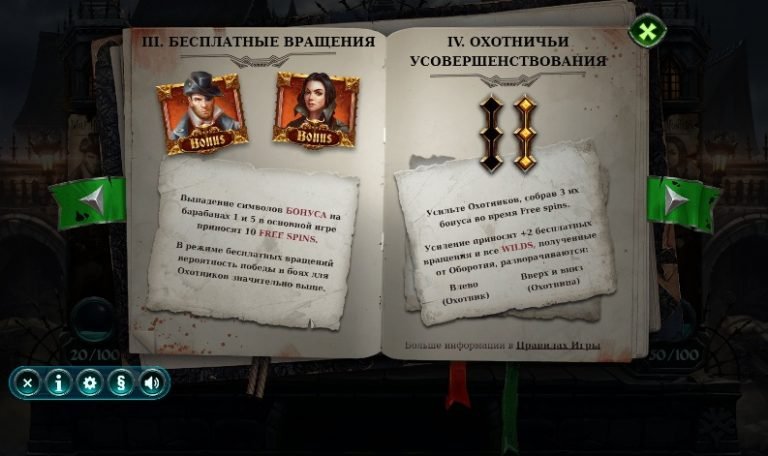 III. БЕСПЛАТНЫЕ ВРАЩЕНИЯ
BONUS
BONUS
Выпадение символов БОНУСА на
барабанах 1 и 5 в основной игре
приносят 10 FREE SPINS.
В режиме бесплатных вращений
вероятность победы в боях для
Охотников значительно выше.
IV. ОХОТНИЧЬИ
УСОВЕРШЕНСТВОВАНИЯ
Усильте Охотников, собрав 3 их
бонуса во время Free spins.
Усиление приносят +2 бесплатных
вращения и все WILDS, полученные
от Оборотня, разворачиваются:
Влево
(Охотник)
Вверх и вниз
(Охотница)
Больше информации в Правилах Игры
20/100
50/100